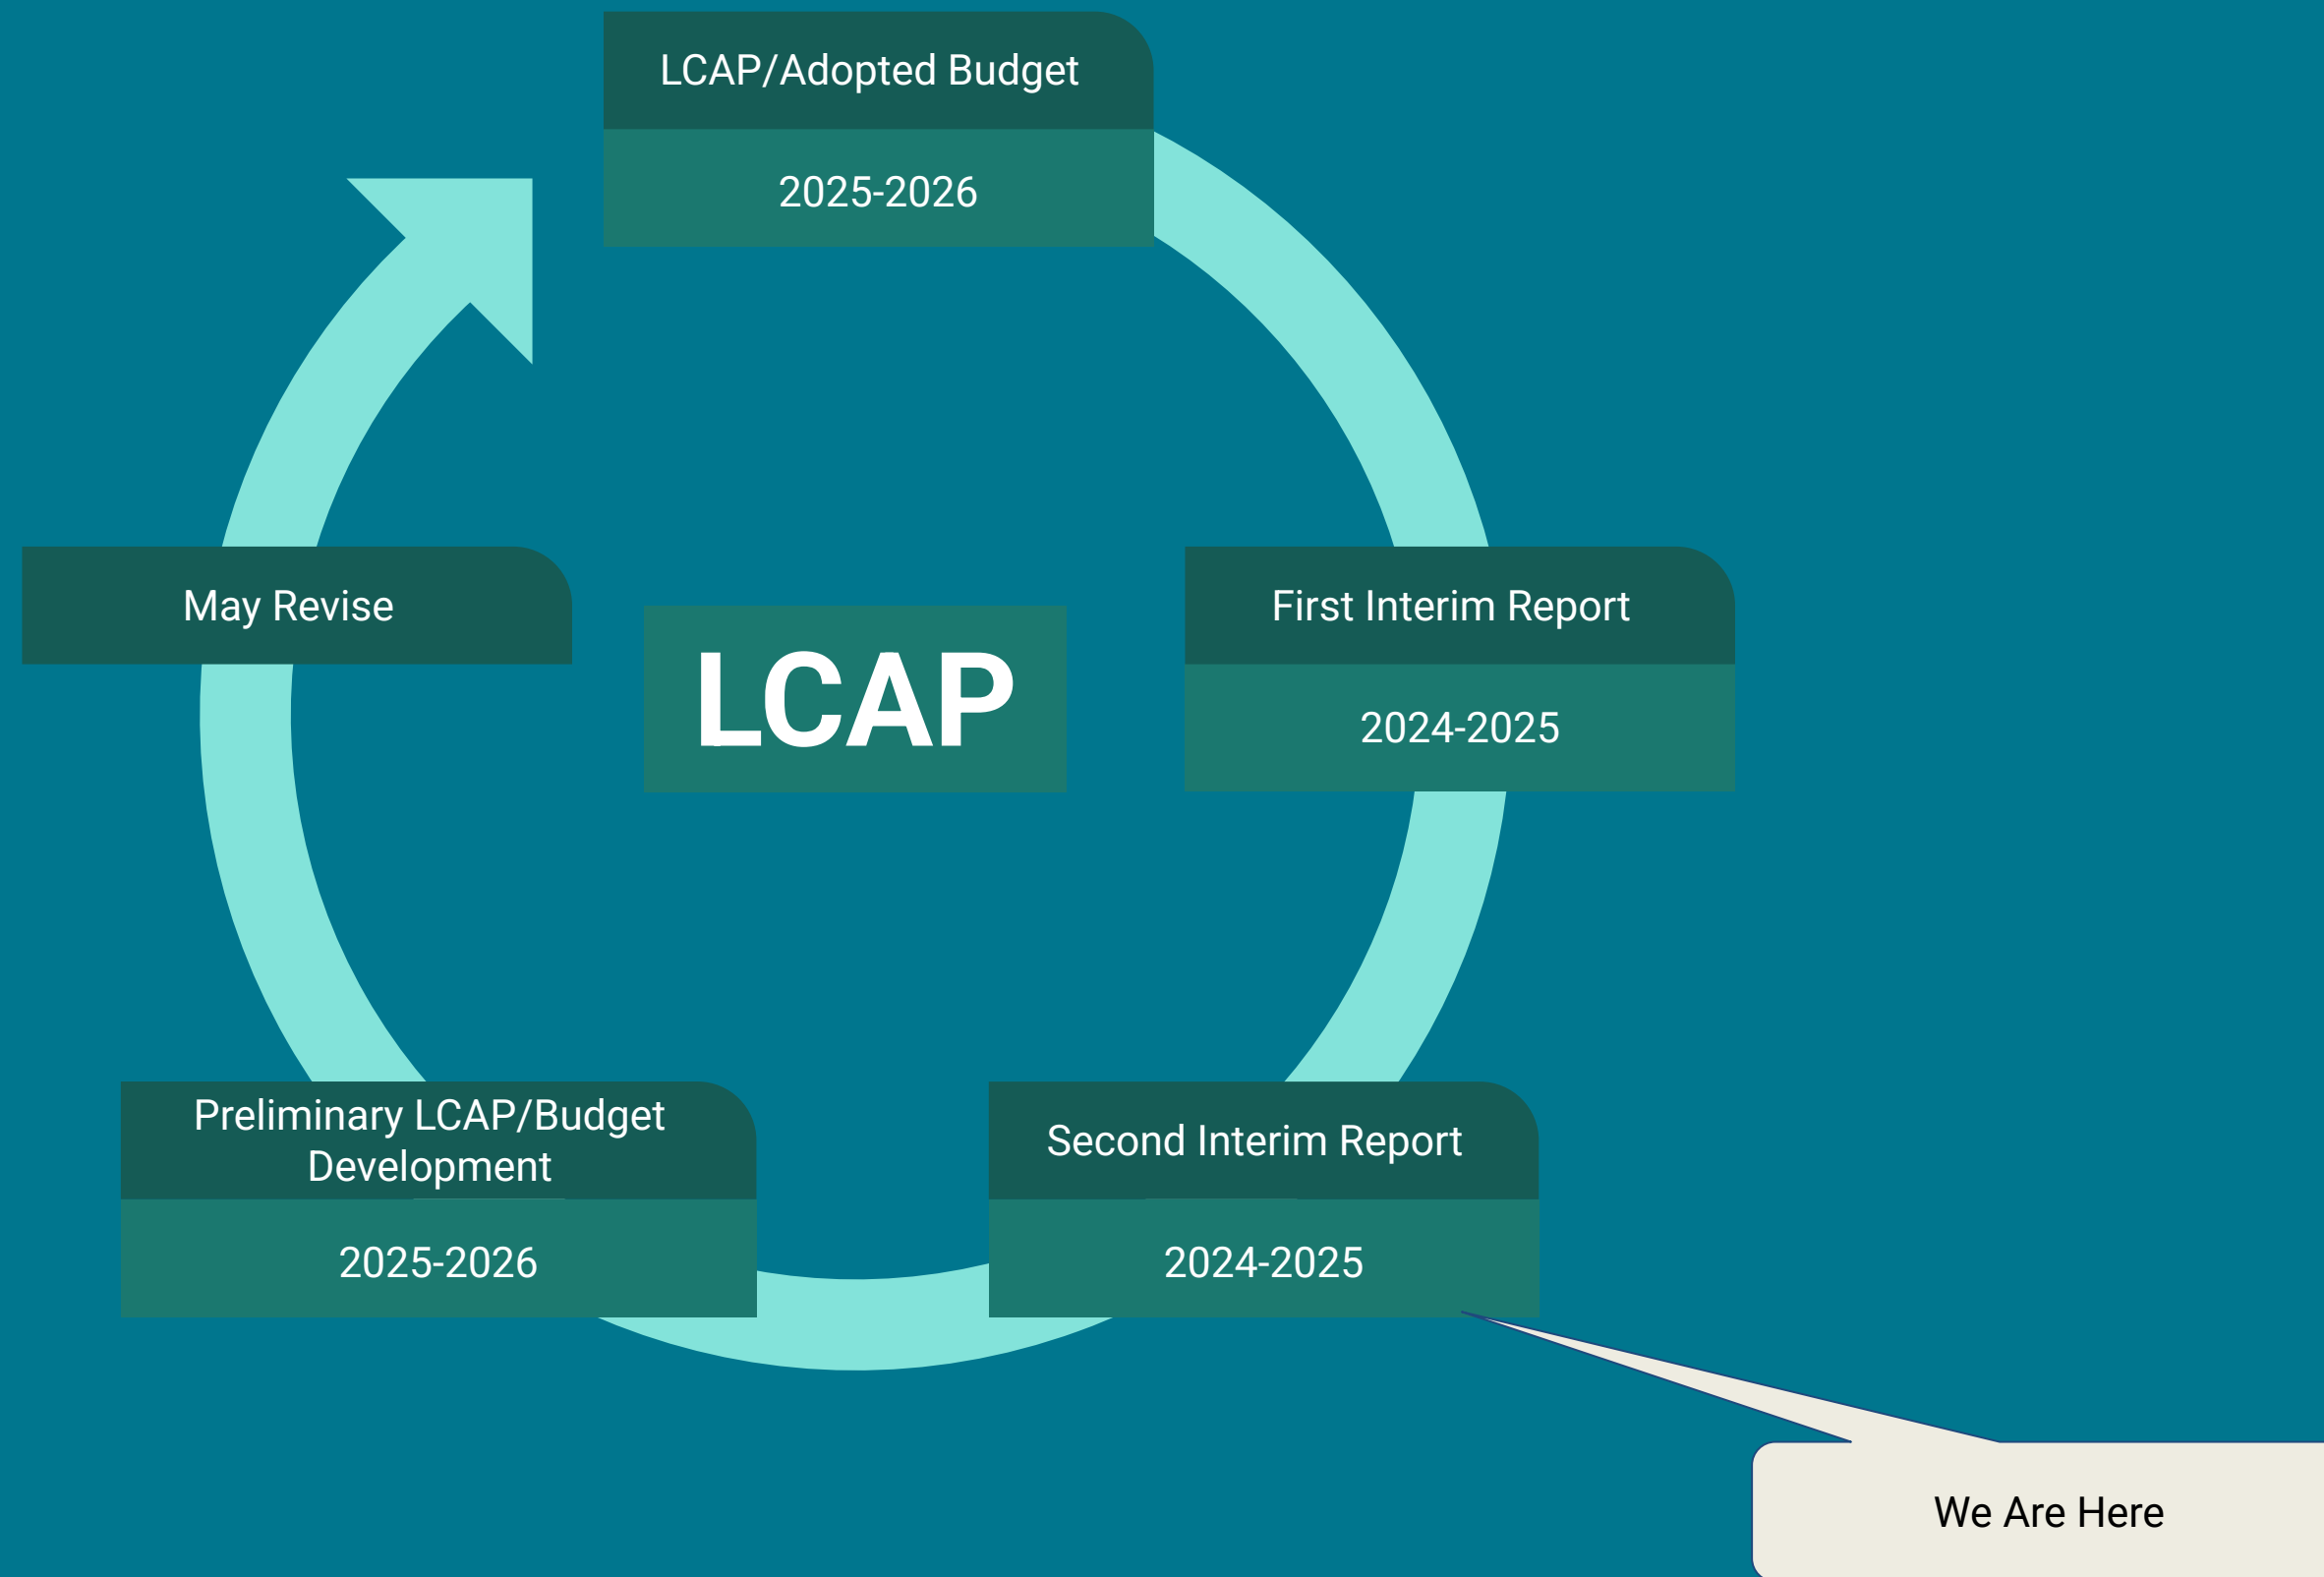 LCAP/Adopted Budget
2025-2026
May Revise
LCAP
First Interim Report
2024-2025
Preliminary LCAP/Budget
Development
2025-2026
Second Interim Report
2024-2025
We Are Here